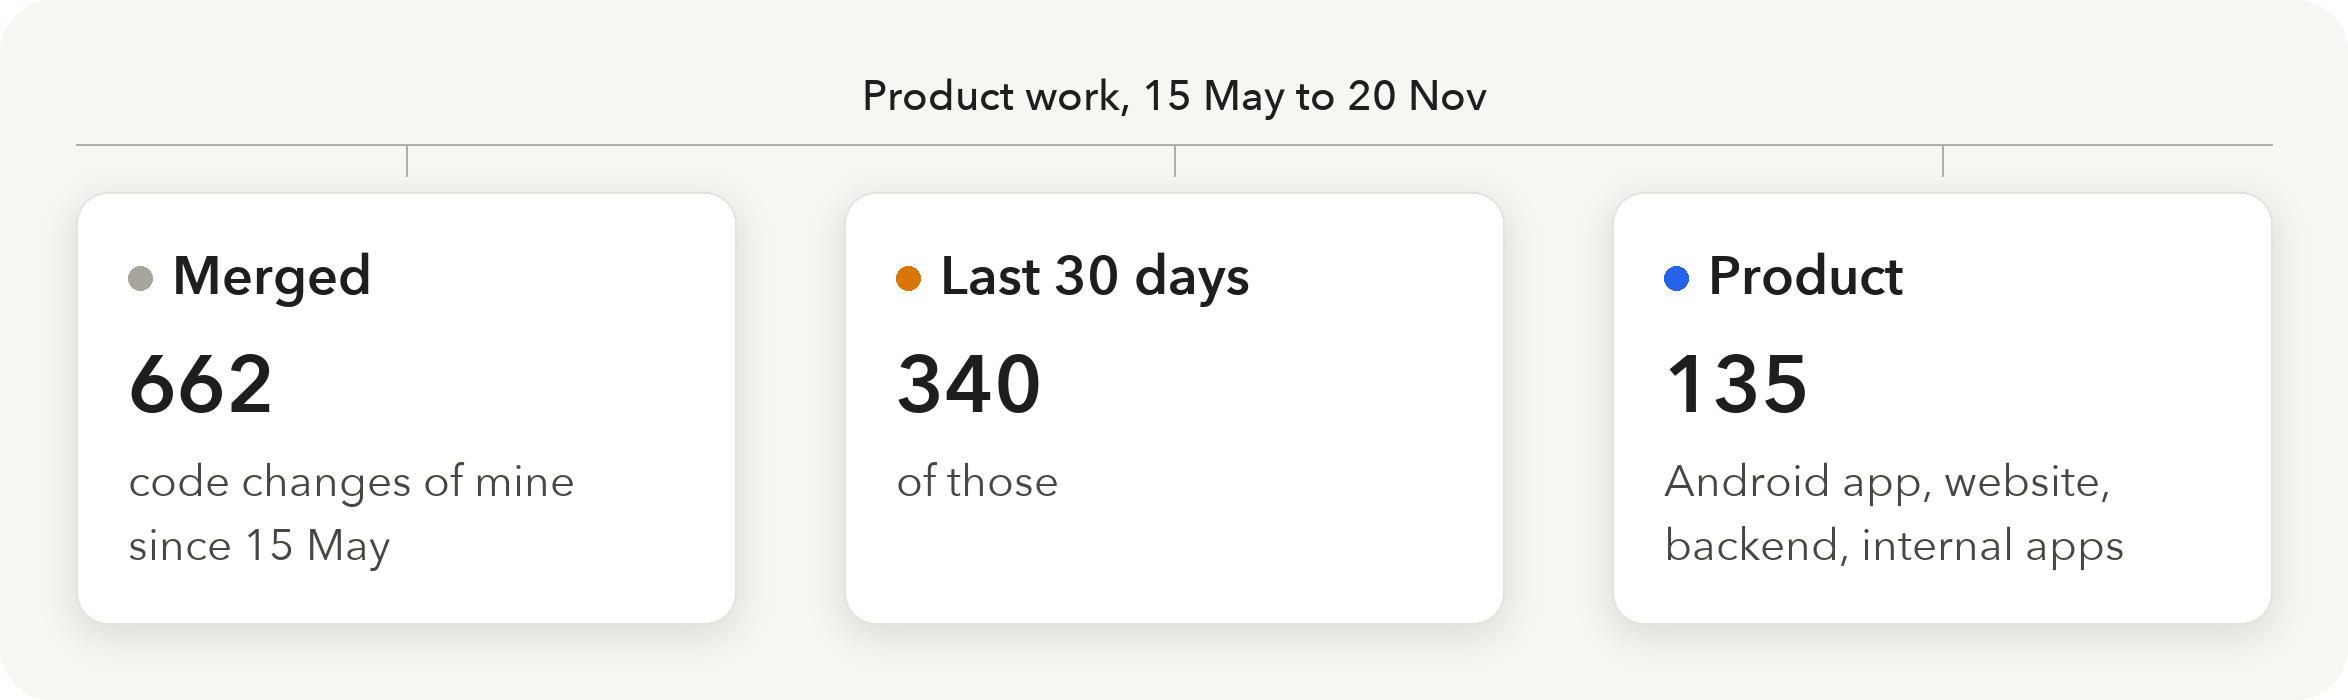 Product work, 15 May to 20 Nov
Merged
662
code changes of mine
since 15 May
Last 30 days
340
of those
Product
135
Android app, website,
backend, internal apps